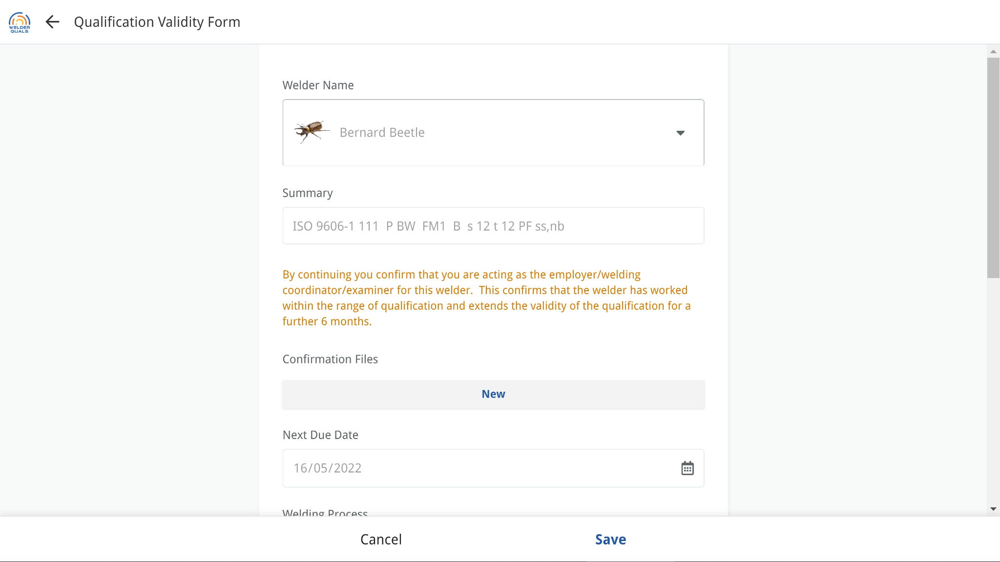 WELDER
QUALS
Qualification Validity Form
Welder Name
Bernard Beetle
Summary
ISO 9606-1 111  P BW  FM1  B  s 12 t 12 PF ss,nb
By continuing you confirm that you are acting as the employer/welding
coordinator/examiner for this welder.  This confirms that the welder has worked
within the range of qualification and extends the validity of the qualification for a
further 6 months.
Confirmation Files
New
Next Due Date
16/05/2022
Welding Process
Cancel
Save